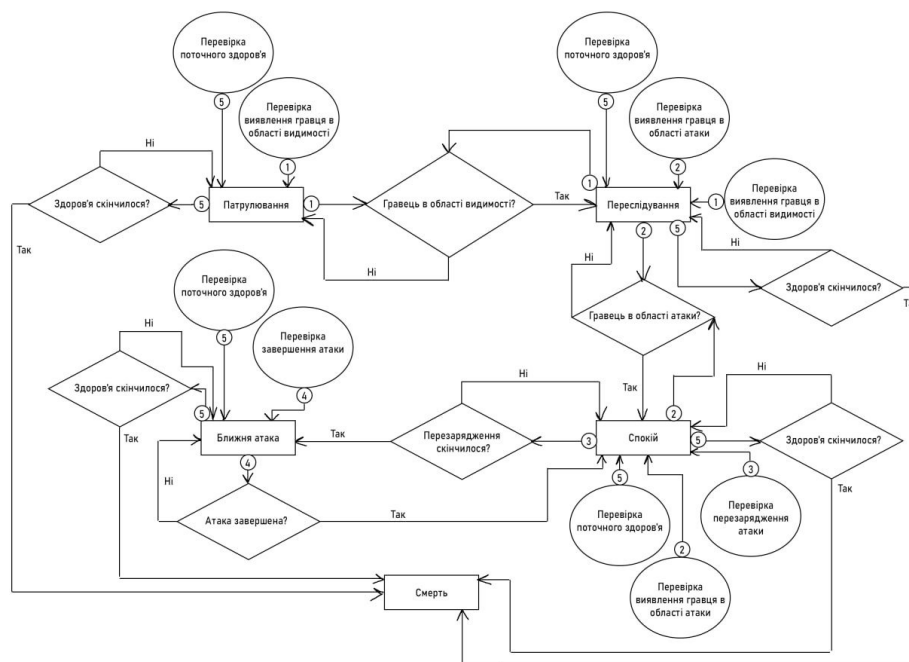 Перевірка
поточного здоров'я
5
Перевірка
виявлення гравця в
області видимості
1
Ні
Здоров'я скінчилося?
5
Патрулювання
1
Гравець в області видимості?
Так
Ні
Так
Перевірка
поточного здоров'я
5
Перевірка
виявлення гравця в
області атаки
2
1
Переслідування
1
Перевірка
виявлення гравця в
області видимості
2
5
Ні
Ні
Здоров'я скінчилося?
Та
Гравець в області атаки?
Так
2
Перевірка
поточного здоров'я
5
Перевірка
завершення атаки
4
Ні
Здоров'я скінчилося?
5
Так
Ближня атака
4
Ні
Атака завершена?
Так
Так
Перезарядження
скінчилося?
Ні
3
Спокій
5
Ні
Здоров'я скінчилося?
Так
3
Перевірка
перезарядження
атаки
5
Перевірка
поточного здоров'я
2
Перевірка
виявлення гравця в
області атаки
Смерть